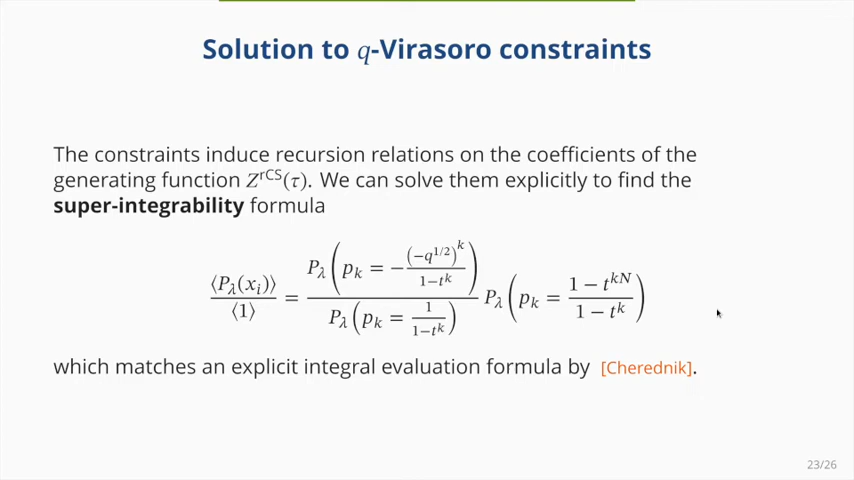 Solution to q-Virasoro constraints
The constraints induce recursion relations on the coefficients of the
generating function Z^{rCS}(τ). We can solve them explicitly to find the
super-integrability formula
⟨P_λ(x_i)⟩ / ⟨1⟩ = P_λ(p_k = −(−q^{1/2})^k / (1−t^k)) / P_λ(p_k = 1 / (1−t^k)) P_λ(p_k = (1 − t^{kN}) / (1 − t^k))
which matches an explicit integral evaluation formula by [Cherednik].
23/26